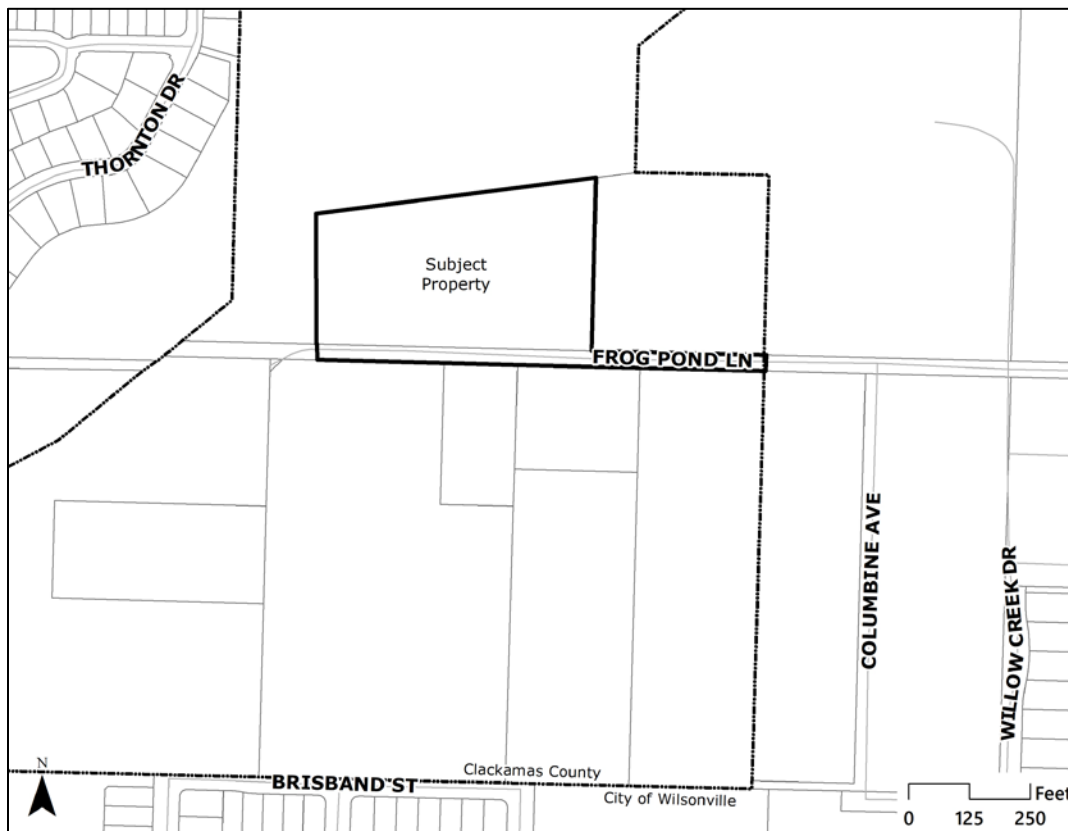 THORNTON DR
Subject
Property
FROG POND LN
COLUMBINE AVE
WILLOW CREEK DR
N
BRISBAND ST
Clackamas County
City of Wilsonville
Feet
0 125 250